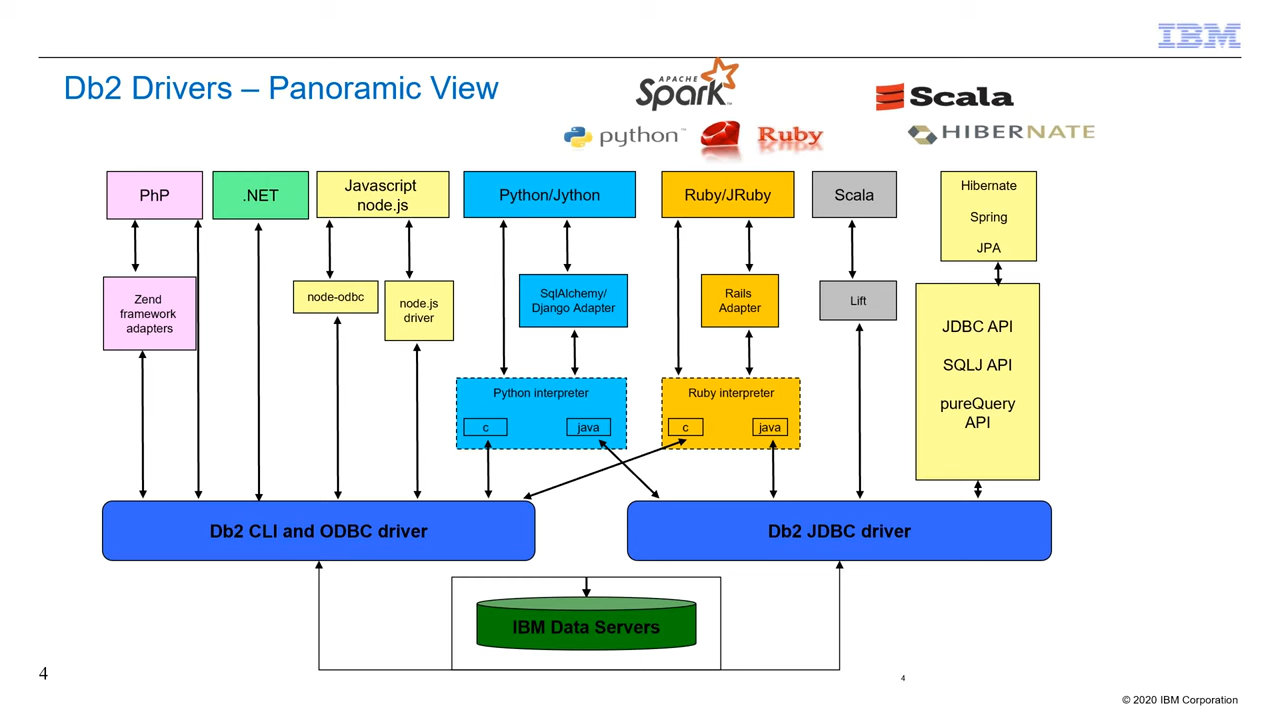 IBM
Db2 Drivers – Panoramic View
APACHE
Spark™
Scala
python™
Ruby
HIBERNATE
PhP
.NET
Javascript
node.js
Python/Jython
Ruby/JRuby
Scala
Hibernate
Spring
JPA
Zend
framework
adapters
node-odbc
node.js
driver
SqlAlchemy/
Django Adapter
Rails
Adapter
Lift
JDBC API
SQLJ API
pureQuery
API
Python interpreter
c
java
Ruby interpreter
c
java
Db2 CLI and ODBC driver
Db2 JDBC driver
IBM Data Servers
4
4
© 2020 IBM Corporation